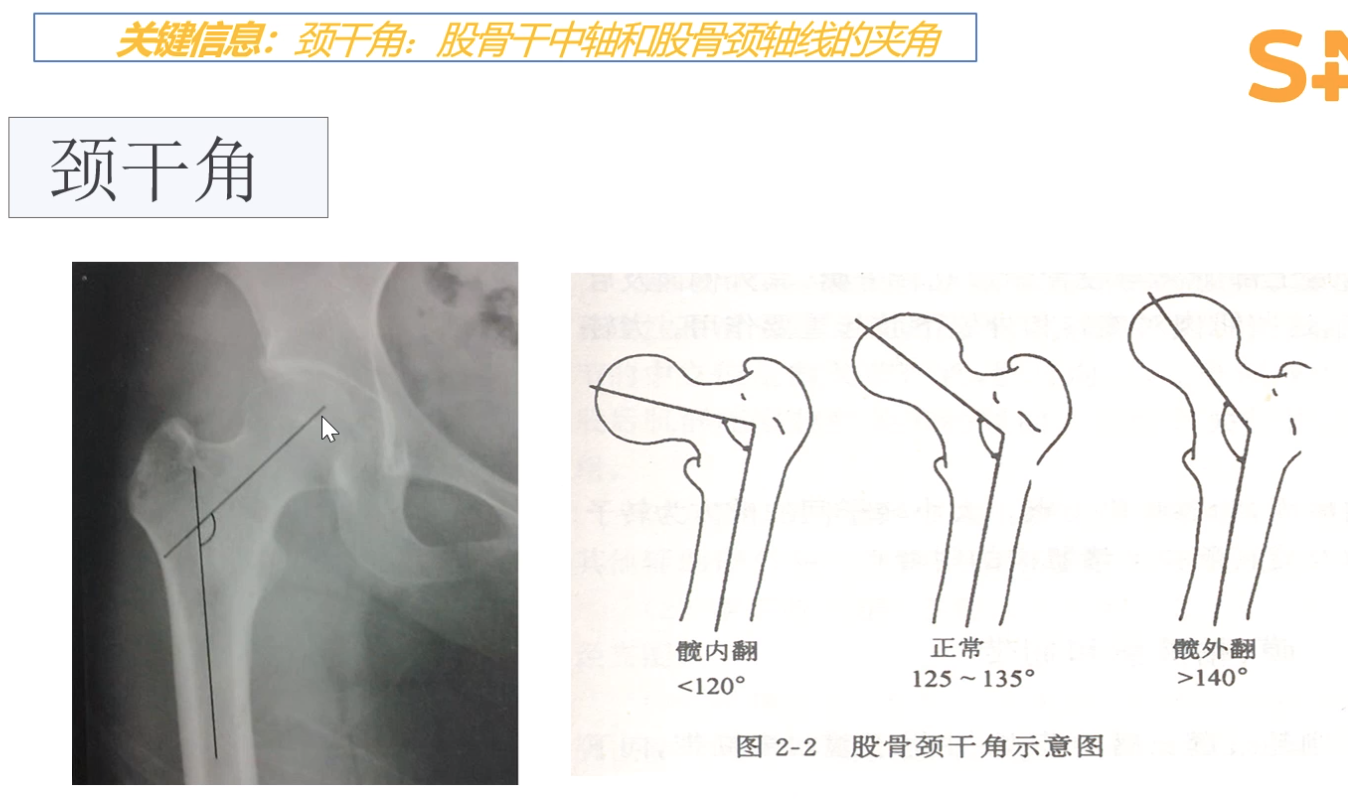 关键信息：颈干角：股骨干中轴和股骨颈轴线的夹角
颈干角
髋内翻
<120°
正常
125～135°
髋外翻
>140°
图 2-2 股骨颈干角示意图